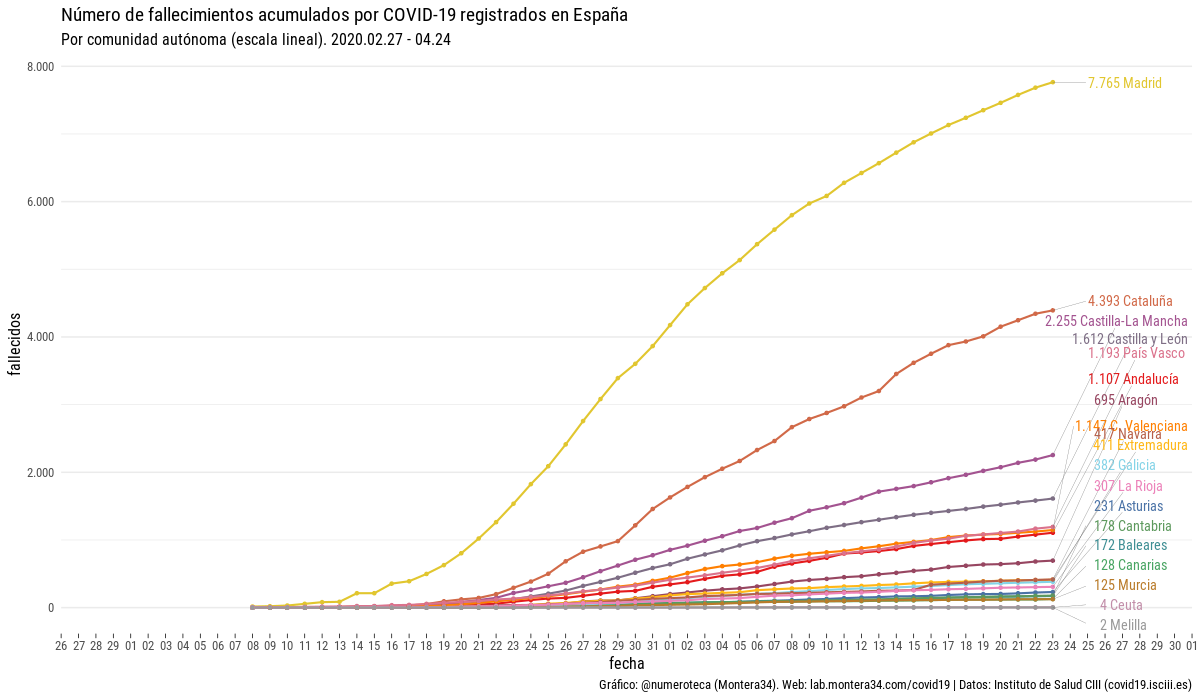 Número de fallecimientos acumulados por COVID-19 registrados en España
Por comunidad autónoma (escala lineal). 2020.02.27 - 04.24
8.000
7.765 Madrid
6.000
4.393 Cataluña
2.255 Castilla-La Mancha
4.000
1.612 Castilla y León
1.193 País Vasco
fallecidos
1.107 Andalucía
695 Aragón
1.147 C. Valenciana
417 Navarra
411 Extremadura
2.000
382 Galicia
307 La Rioja
231 Asturias
178 Cantabria
172 Baleares
128 Canarias
125 Murcia
0
4 Ceuta
2 Melilla
26 27 28 29 01 02 03 04 05 06 07 08 09 10 11 12 13 14 15 16 17 18 19 20 21 22 23 24 25 26 27 28 29 30 31 01 02 03 04 05 06 07 08 09 10 11 12 13 14 15 16 17 18 19 20 21 22 23 24 25 26 27 28 29 30 01
fecha
Gráfico: @numeroteca (Montera34). Web: lab.montera34.com/covid19 | Datos: Instituto de Salud CIII (covid19.isciii.es)